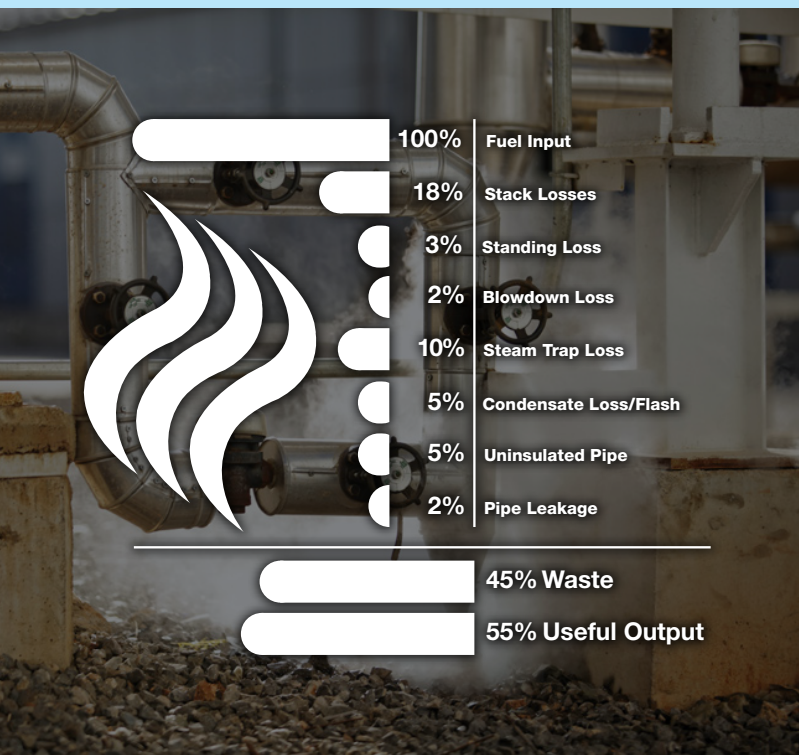 100% Fuel Input
18% Stack Losses
3% Standing Loss
2% Blowdown Loss
10% Steam Trap Loss
5% Condensate Loss/Flash
5% Uninsulated Pipe
2% Pipe Leakage
45% Waste
55% Useful Output